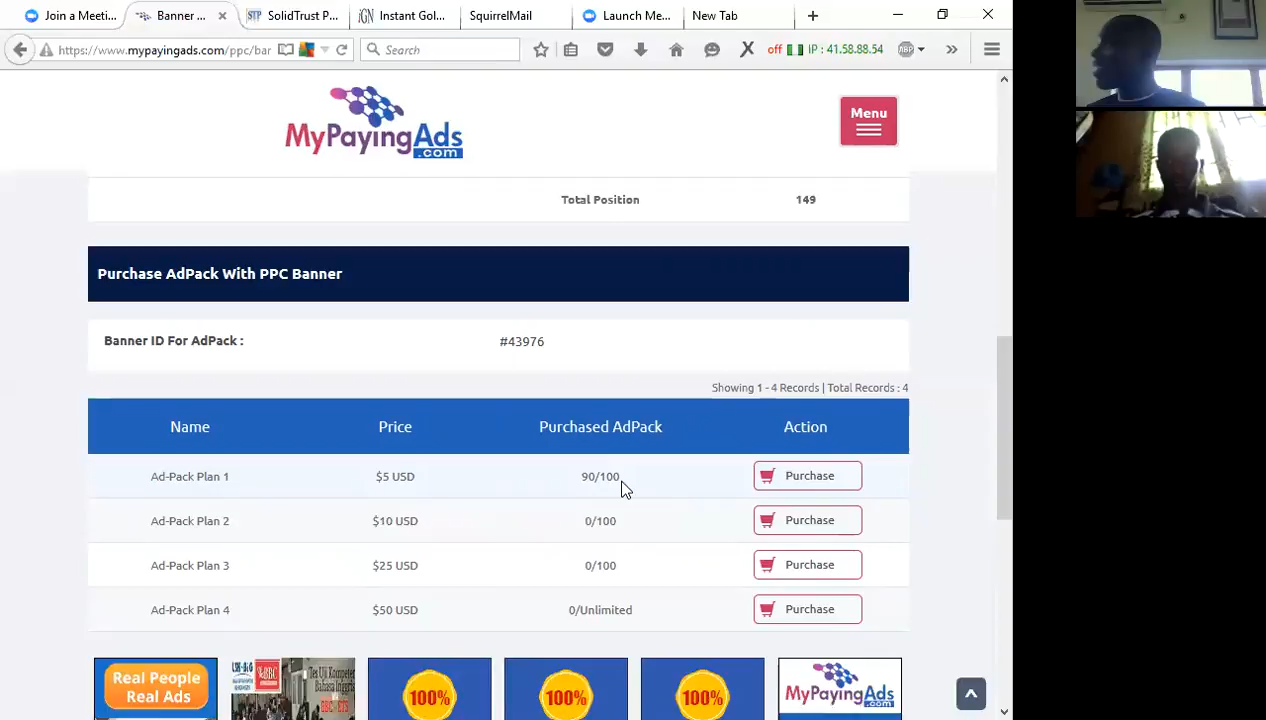 Join a Meeti...
Banner ...
SolidTrust P...
Instant Gol...
SquirrelMail
Launch Me...
New Tab
https://www.mypayingads.com/ppc/bar
Search
off
IP : 41.58.88.54
ABP
MyPayingAds
.com
Menu
Total Position 149
Purchase AdPack With PPC Banner
Banner ID For AdPack : #43976
Showing 1 - 4 Records | Total Records : 4
Name Price Purchased AdPack Action
Ad-Pack Plan 1 $5 USD 90/100 Purchase
Ad-Pack Plan 2 $10 USD 0/100 Purchase
Ad-Pack Plan 3 $25 USD 0/100 Purchase
Ad-Pack Plan 4 $50 USD 0/Unlimited Purchase
Real People
Real Ads
100%
100%
100%
MyPayingAds